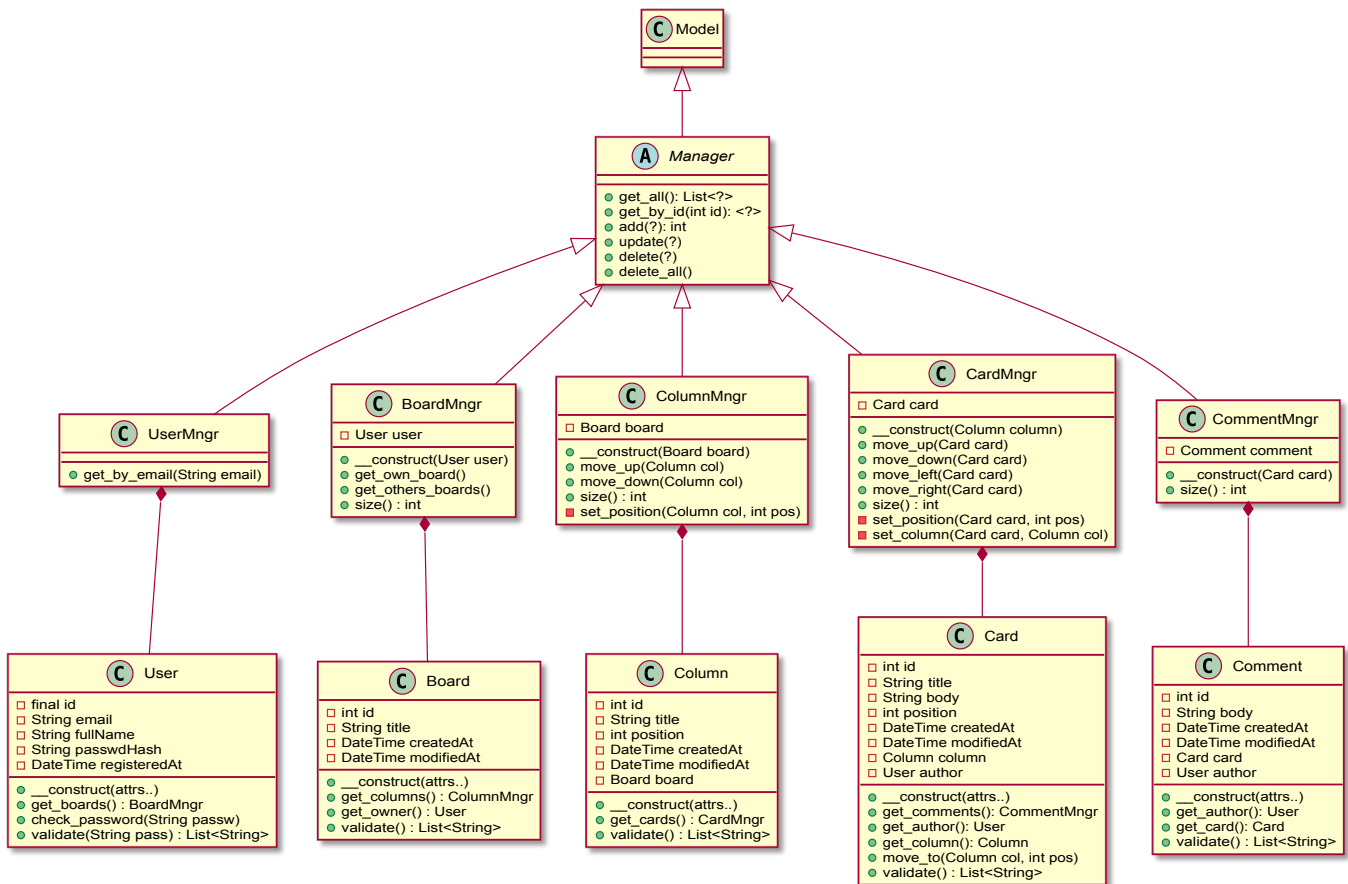 C Model
A Manager
get_all(): List<?>
get_by_id(int id): <?>
add(?): int
update(?)
delete(?)
delete_all()
C UserMngr
get_by_email(String email)
C BoardMngr
User user
__construct(User user)
get_own_board()
get_others_boards()
size() : int
C ColumnMngr
Board board
__construct(Board board)
move_up(Column col)
move_down(Column col)
size() : int
set_position(Column col, int pos)
C CardMngr
Card card
__construct(Column column)
move_up(Card card)
move_down(Card card)
move_left(Card card)
move_right(Card card)
size() : int
set_position(Card card, int pos)
set_column(Card card, Column col)
C CommentMngr
Comment comment
__construct(Card card)
size() : int
C User
final id
String email
String fullName
String passwdHash
DateTime registeredAt
__construct(attrs..)
get_boards() : BoardMngr
check_password(String passw)
validate(String pass) : List<String>
C Board
int id
String title
DateTime createdAt
DateTime modifiedAt
__construct(attrs..)
get_columns() : ColumnMngr
get_owner() : User
validate() : List<String>
C Column
int id
String title
int position
DateTime createdAt
DateTime modifiedAt
Board board
__construct(attrs..)
get_cards() : CardMngr
validate() : List<String>
C Card
int id
String title
String body
int position
DateTime createdAt
DateTime modifiedAt
Column column
User author
__construct(attrs..)
get_comments(): CommentMngr
get_author(): User
get_column(): Column
move_to(Column col, int pos)
validate() : List<String>
C Comment
int id
String body
DateTime createdAt
DateTime modifiedAt
Card card
User author
__construct(attrs..)
get_author(): User
get_card(): Card
validate() : List<String>